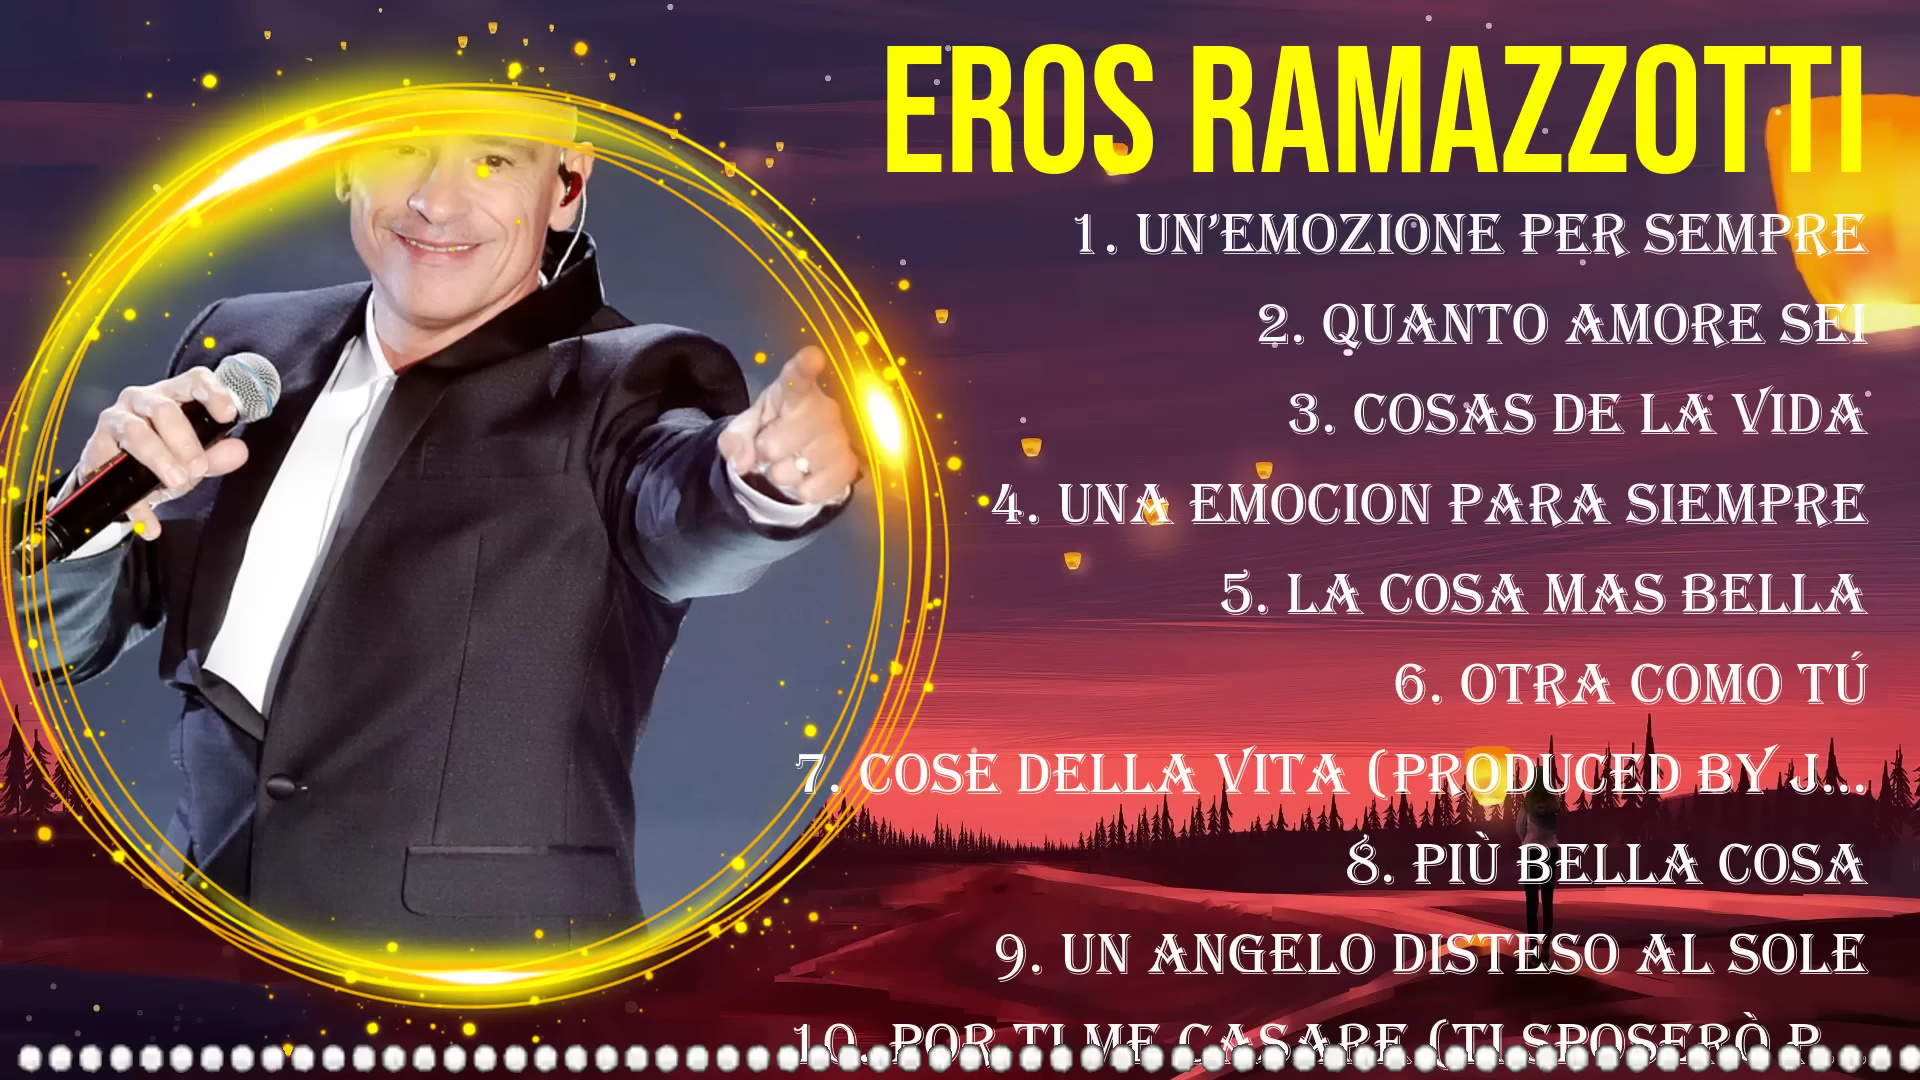 EROS RAMAZZOTTI
1. UN'EMOZIONE PER SEMPRE
2. QUANTO AMORE SEI
3. COSAS DE LA VIDA
4. UNA EMOCION PARA SIEMPRE
5. LA COSA MAS BELLA
6. OTRA COMO TÚ
7. COSE DELLA VITA (PRODUCED BY J...
8. PIÙ BELLA COSA
9. UN ANGELO DISTESO AL SOLE
10. POR TI ME CASARE (TI SPOSERÒ P...